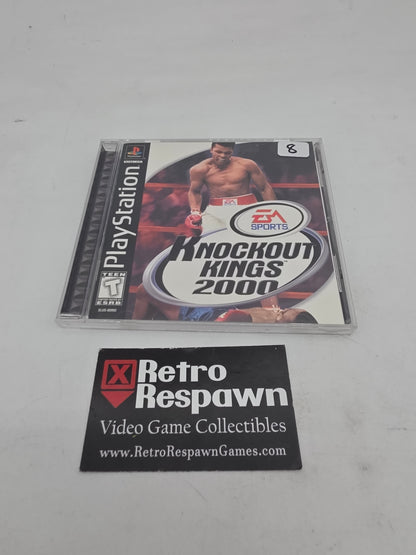 8
PlayStation
EA
SPORTS
KNOCKOUT
KINGS
2000
TEEN
T
ESRB
X Retro
Respawn
Video Game Collectibles
www.RetroRespawnGames.com